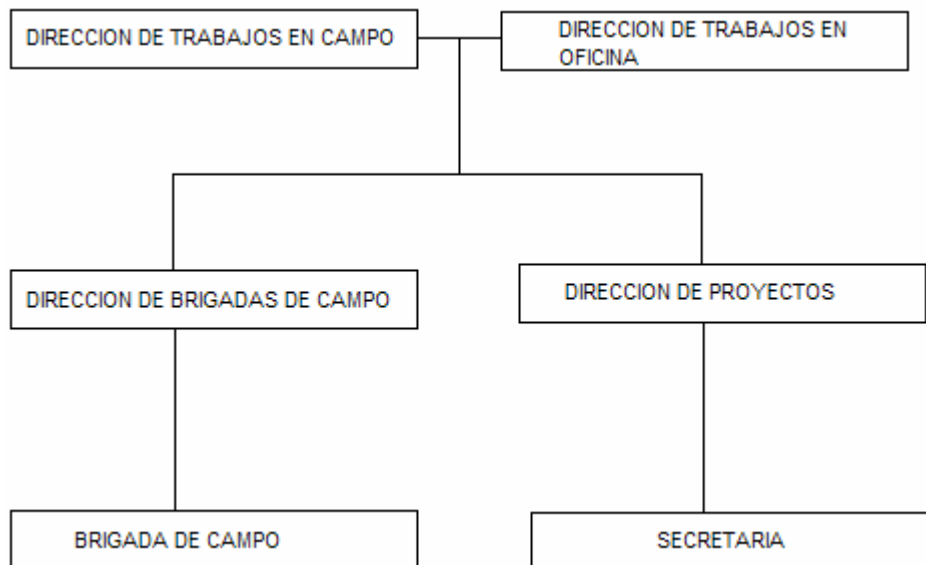 DIRECCION DE TRABAJOS EN CAMPO
DIRECCION DE TRABAJOS EN
OFICINA
DIRECCION DE BRIGADAS DE CAMPO
DIRECCION DE PROYECTOS
BRIGADA DE CAMPO
SECRETARIA